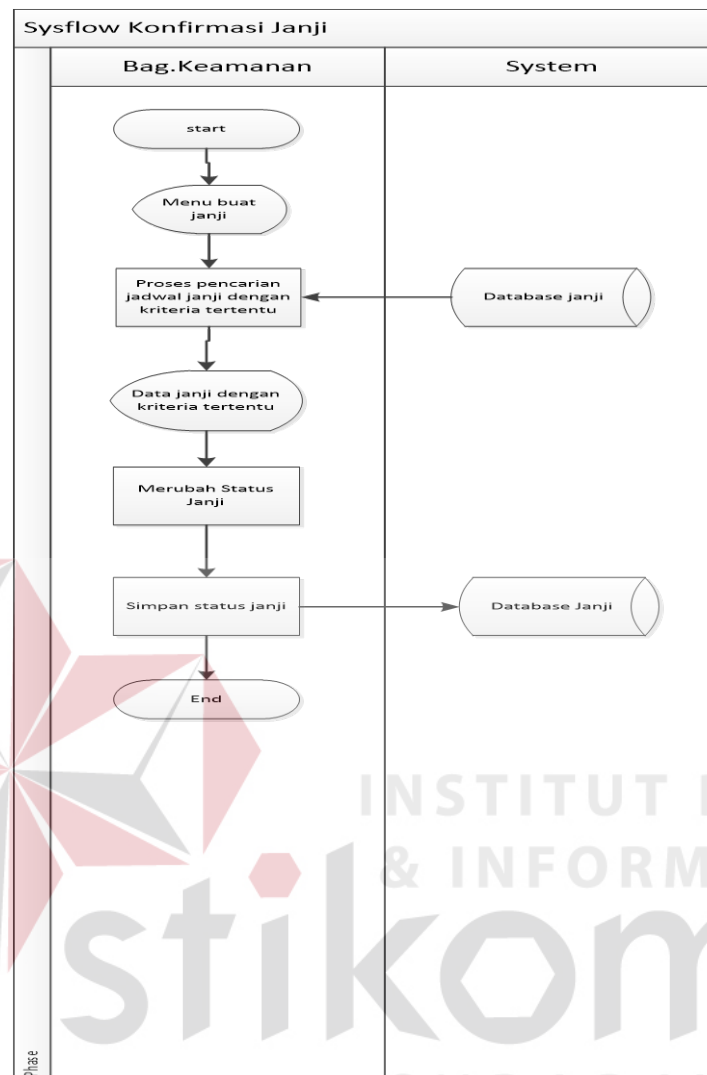 Sysflow Konfirmasi Janji
Bag.Keamanan
System
start
Menu buat
janji
Proses pencarian
jadwal janji dengan
kriteria tertentu
Database janji
Data janji dengan
kriteria tertentu
Merubah Status
Janji
Simpan status janji
Database Janji
End
INSTITUT
& INFORM
stikom
Phase